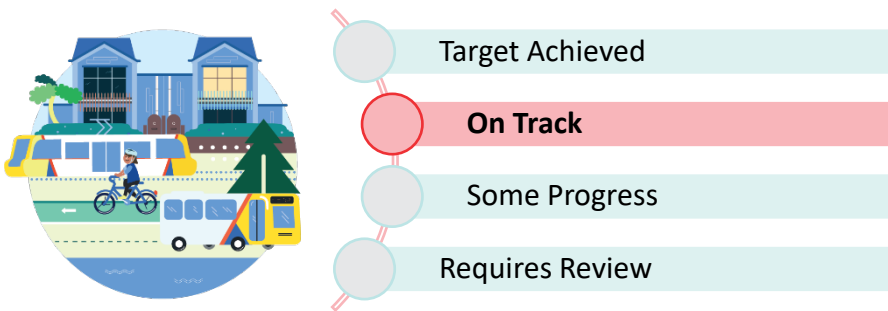 Target Achieved
On Track
Some Progress
Requires Review